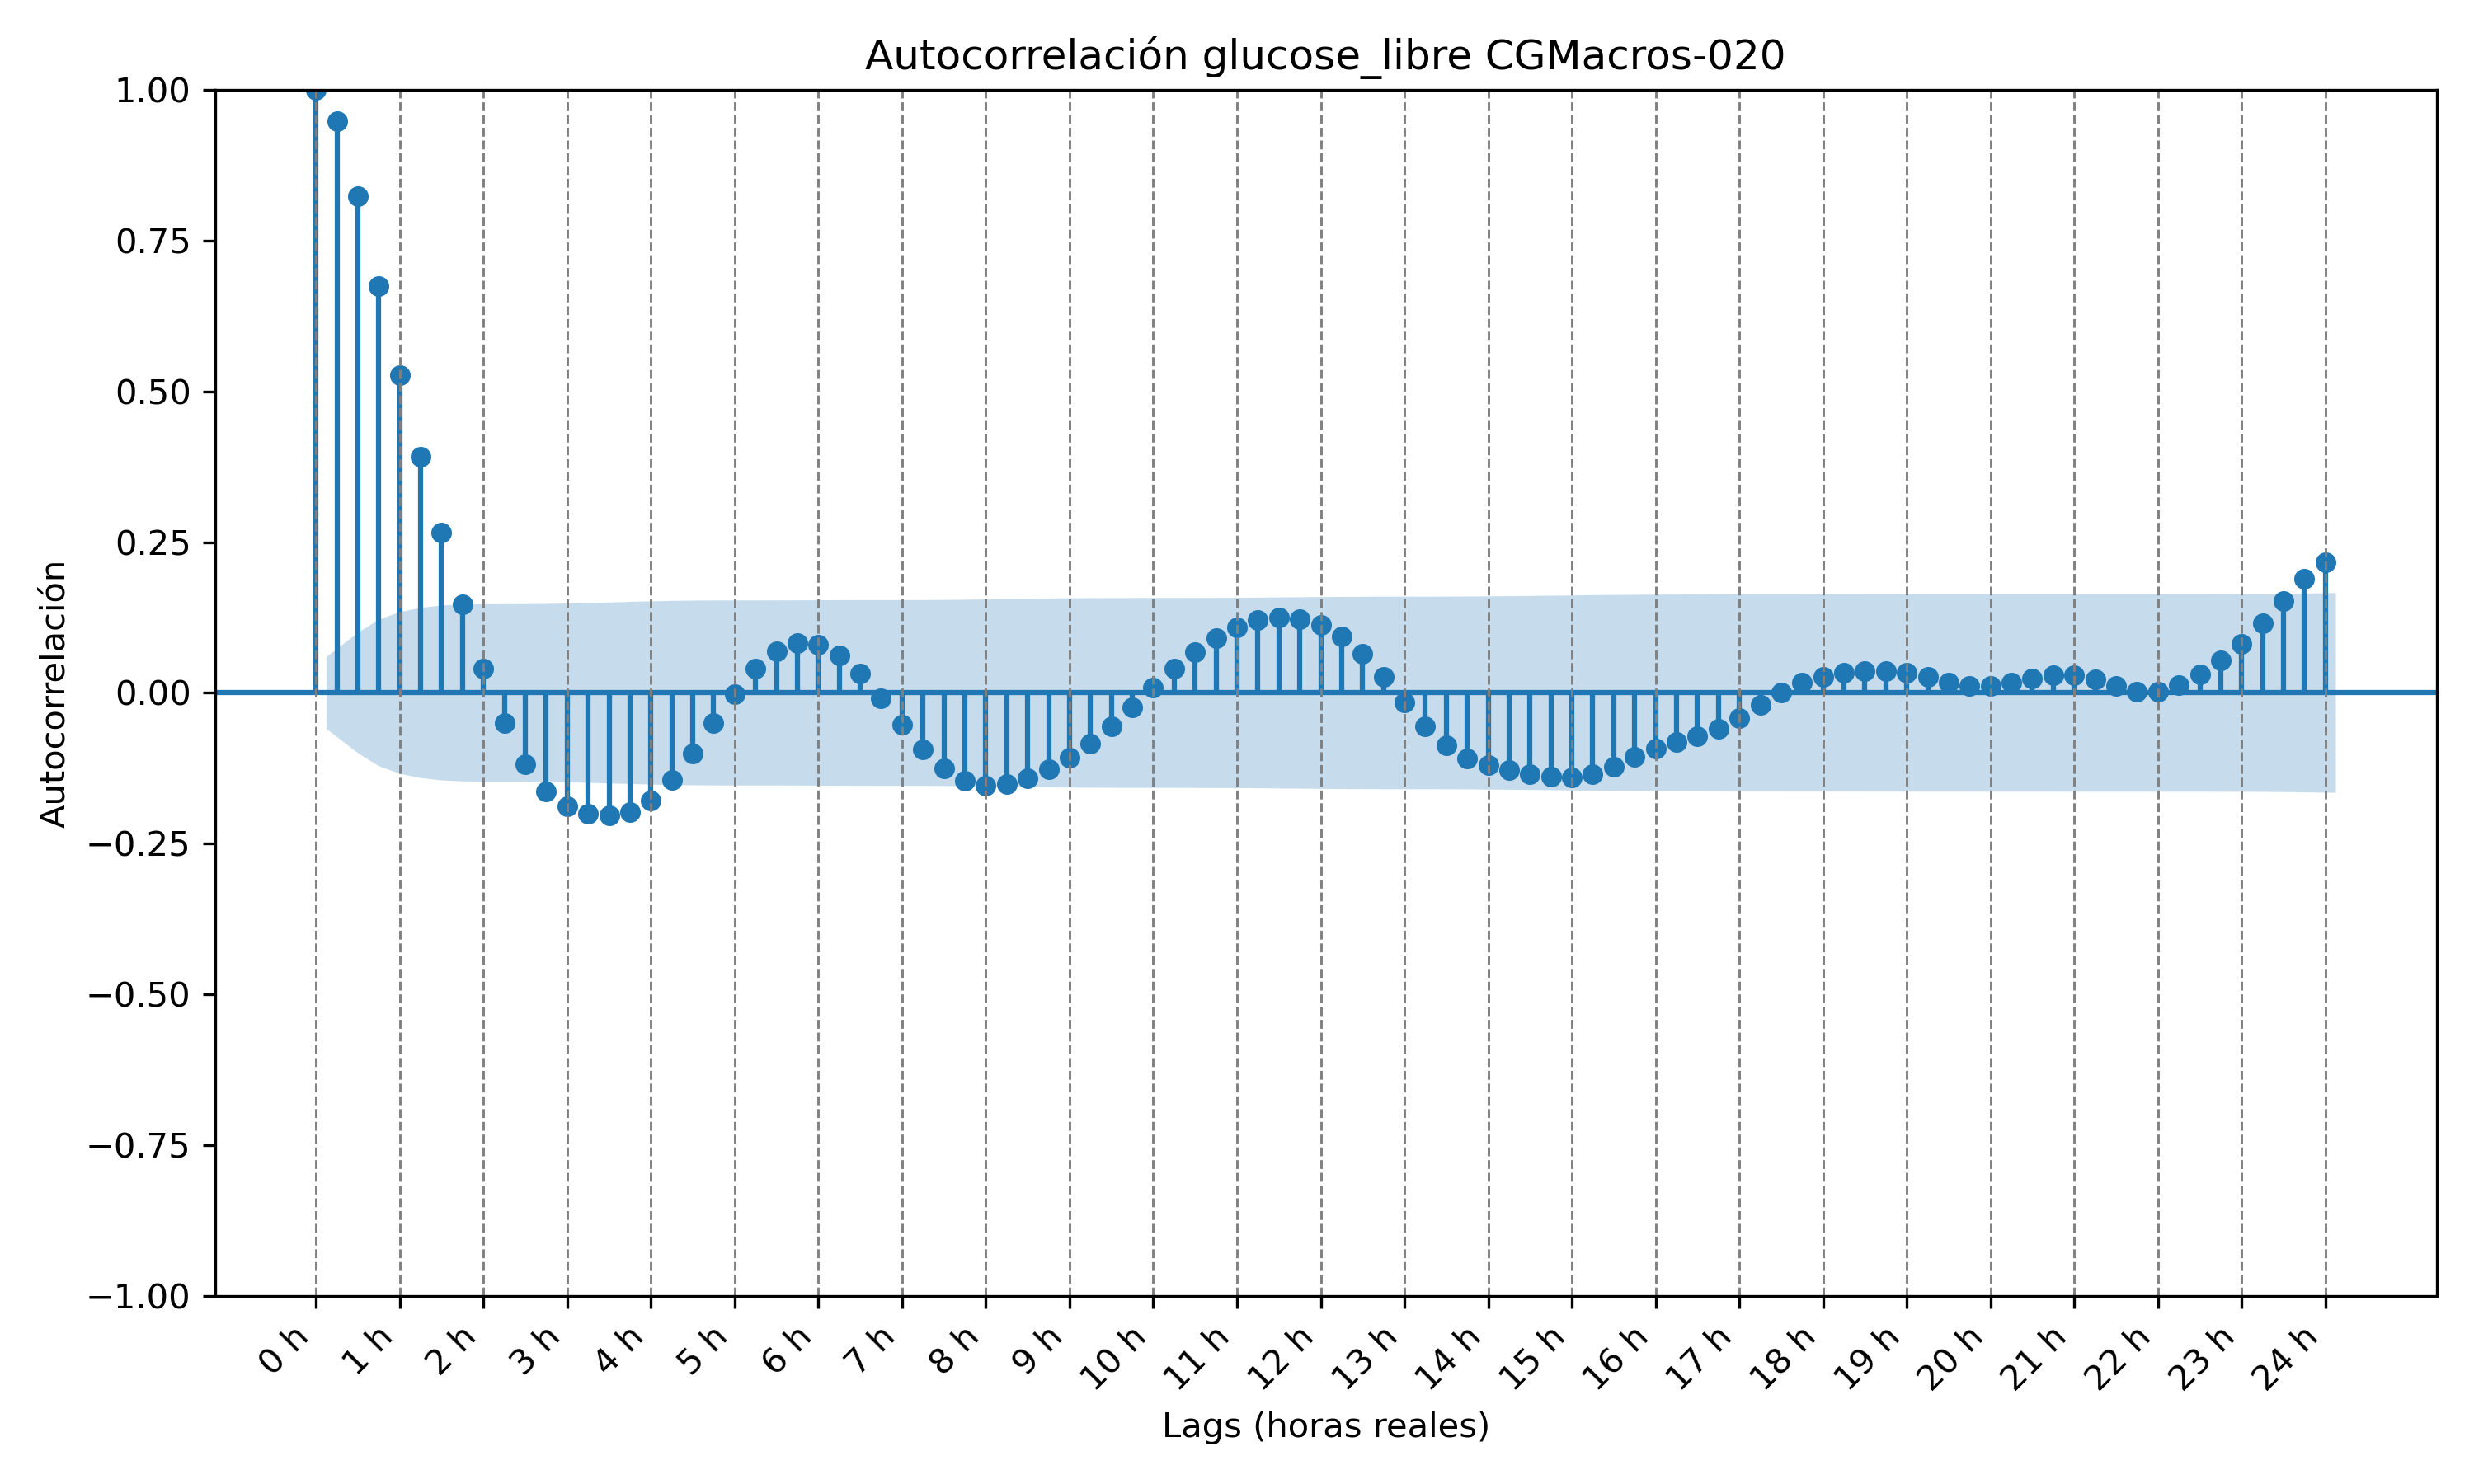 Autocorrelación glucose_libre CGMacros-020
1.00
0.75
0.50
0.25
0.00
−0.25
−0.50
−0.75
−1.00
Autocorrelación
0 h
1 h
2 h
3 h
4 h
5 h
6 h
7 h
8 h
9 h
10 h
11 h
12 h
13 h
14 h
15 h
16 h
17 h
18 h
19 h
20 h
21 h
22 h
23 h
24 h
Lags (horas reales)